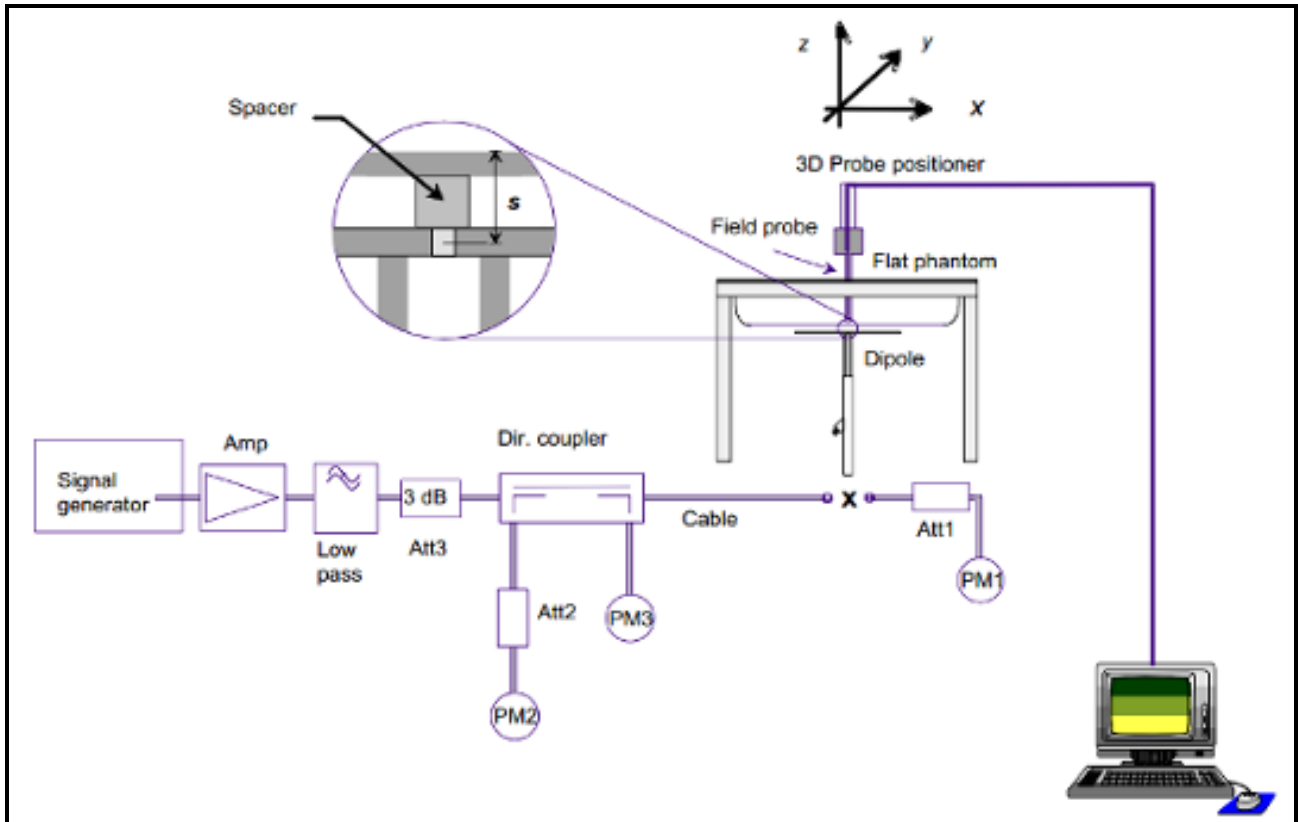 z
y
X
Spacer
s
3D Probe positioner
Field probe
Flat phantom
Dipole
Signal
generator
Amp
Low
pass
3 dB
Att3
Dir. coupler
Cable
x
Att1
PM1
Att2
PM3
PM2